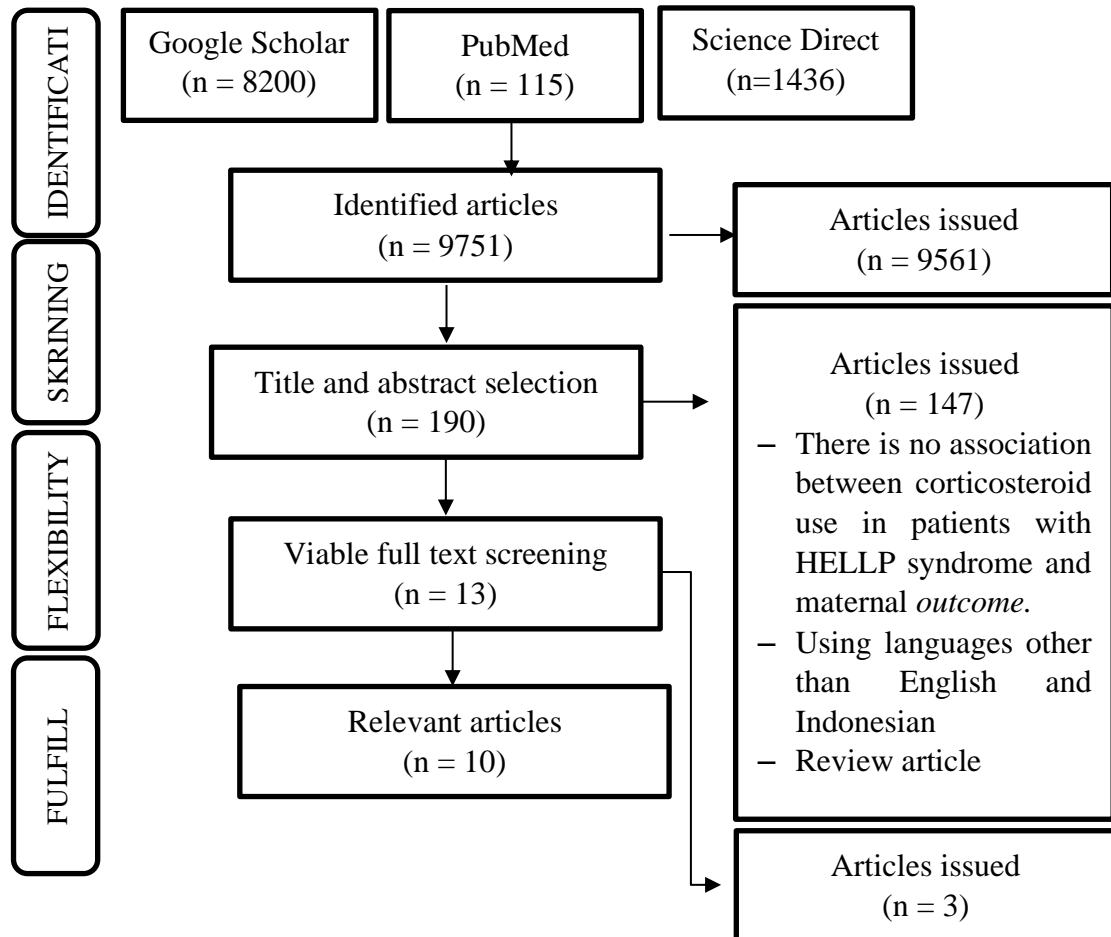 IDENTIFICATI
Google Scholar
(n = 8200)
PubMed
(n = 115)
Science Direct
(n=1436)
Identified articles
(n = 9751)
Articles issued
(n = 9561)
SKRINING
Title and abstract selection
(n = 190)
Articles issued
(n = 147)
– There is no association
between corticosteroid
use in patients with
HELLP syndrome and
maternal outcome.
– Using languages other
than English and
Indonesian
– Review article
FLEXIBILITY
Viable full text screening
(n = 13)
FULFILL
Relevant articles
(n = 10)
Articles issued
(n = 3)